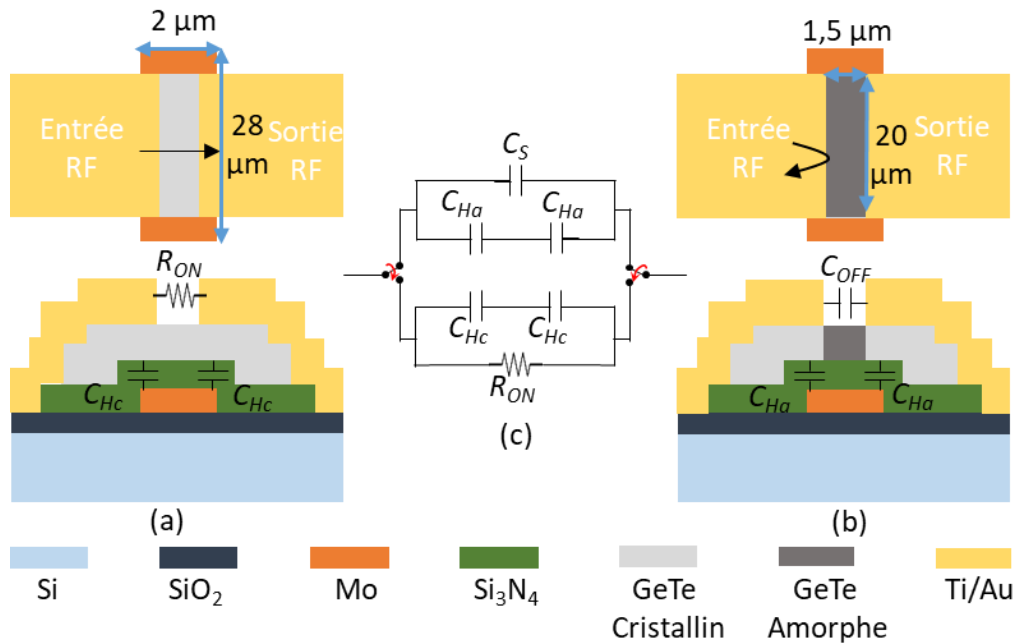 2 µm
Entrée
RF
28
µm
Sortie
RF
R_ON
C_Hc
C_Hc
(a)
C_S
C_Ha
C_Ha
C_Hc
C_Hc
R_ON
(c)
1,5 µm
Entrée
RF
20
µm
Sortie
RF
C_OFF
C_Ha
C_Ha
(b)
Si
SiO₂
Mo
Si₃N₄
GeTe
Cristallin
GeTe
Amorphe
Ti/Au